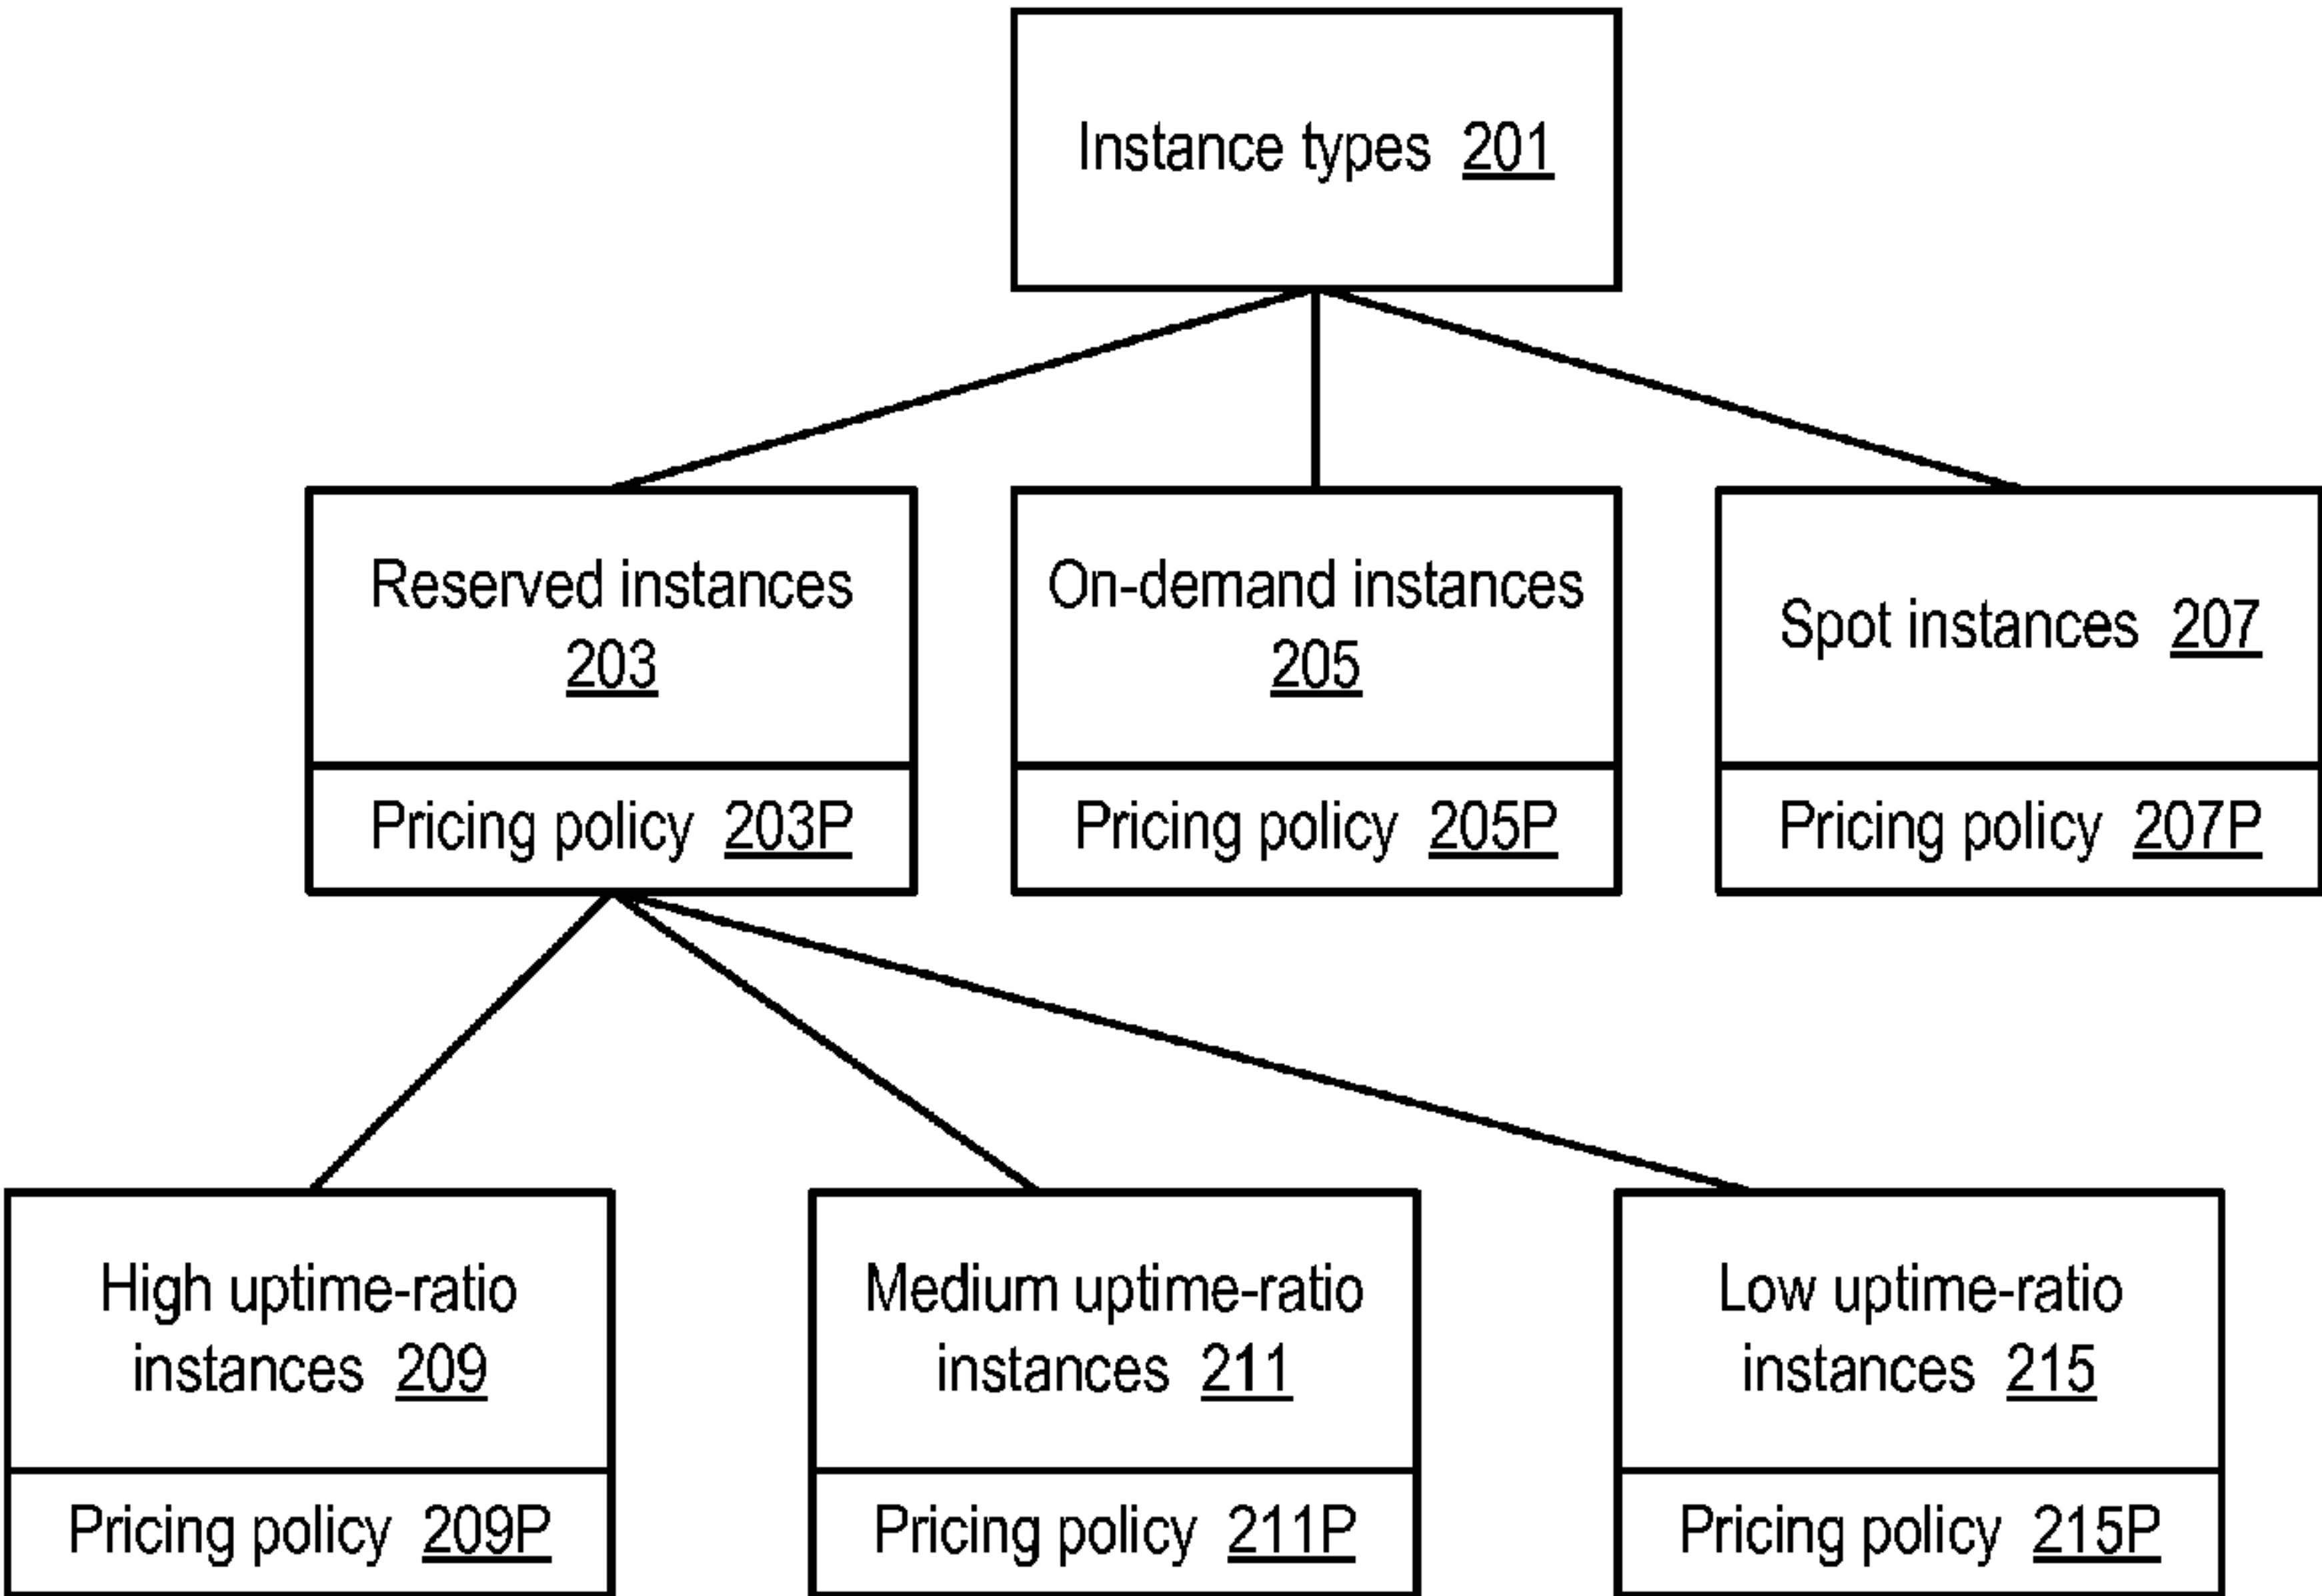 Instance types 201
Reserved instances
203
Pricing policy 203P
On-demand instances
205
Pricing policy 205P
Spot instances 207
Pricing policy 207P
High uptime-ratio
instances 209
Pricing policy 209P
Medium uptime-ratio
instances 211
Pricing policy 211P
Low uptime-ratio
instances 215
Pricing policy 215P